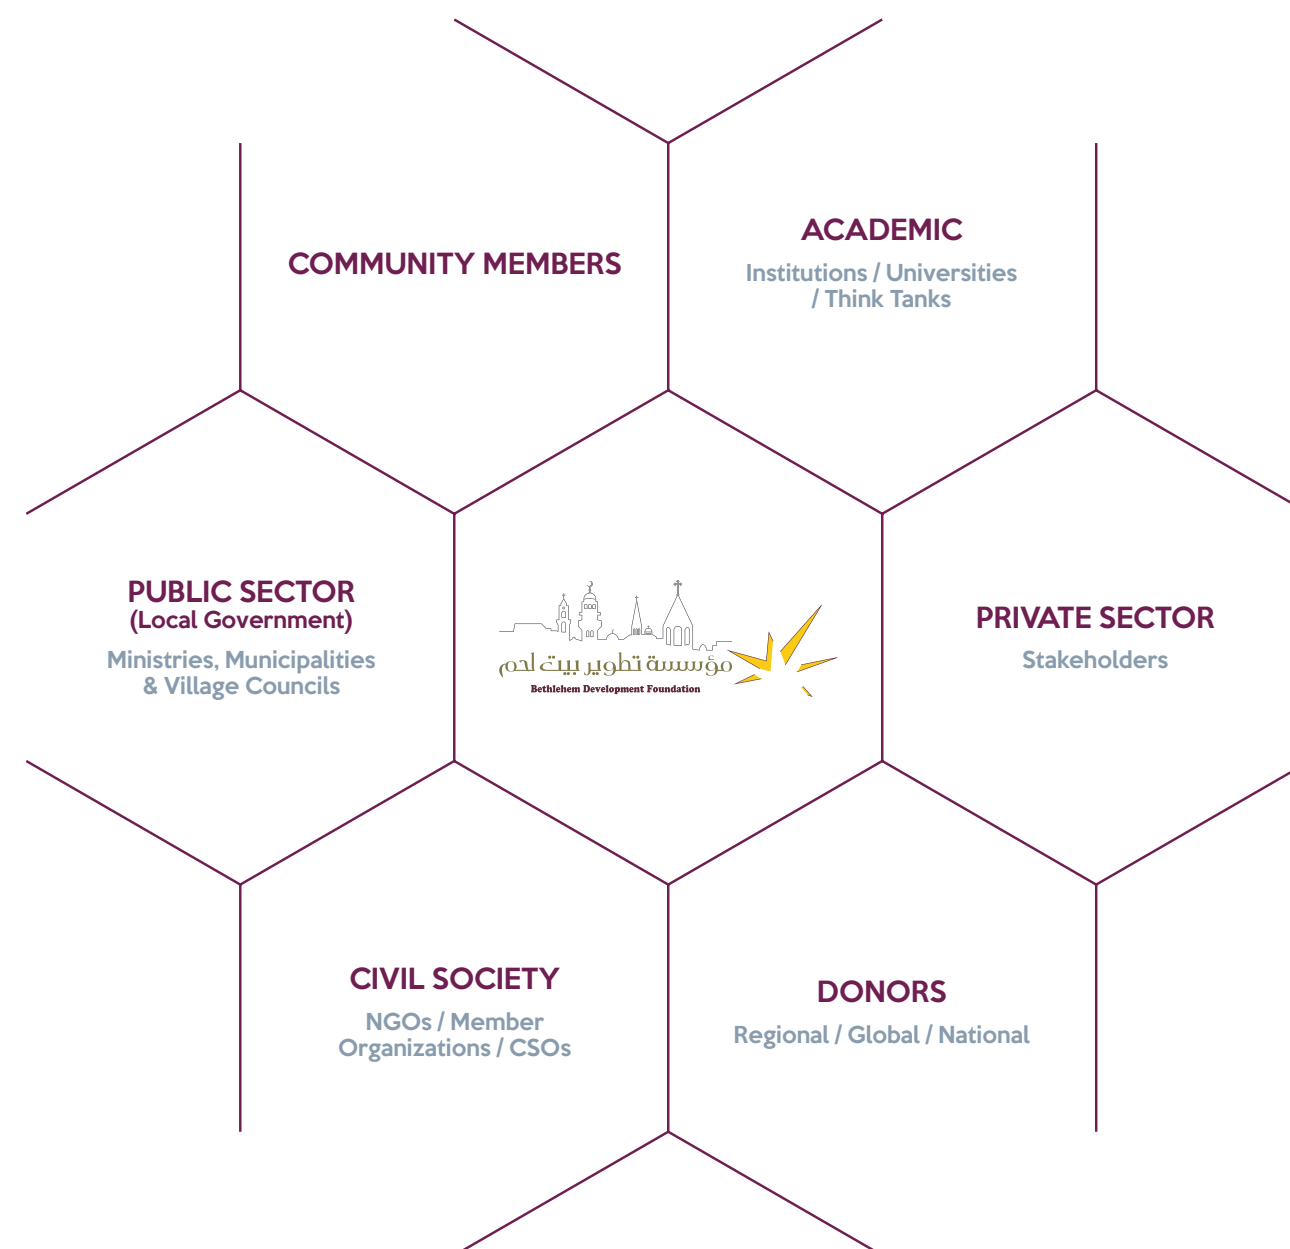 COMMUNITY MEMBERS
ACADEMIC
Institutions / Universities
/ Think Tanks
PUBLIC SECTOR
(Local Government)
Ministries, Municipalities
& Village Councils
مؤسسة تطوير بيت لحم
Bethlehem Development Foundation
PRIVATE SECTOR
Stakeholders
CIVIL SOCIETY
NGOs / Member
Organizations / CSOs
DONORS
Regional / Global / National